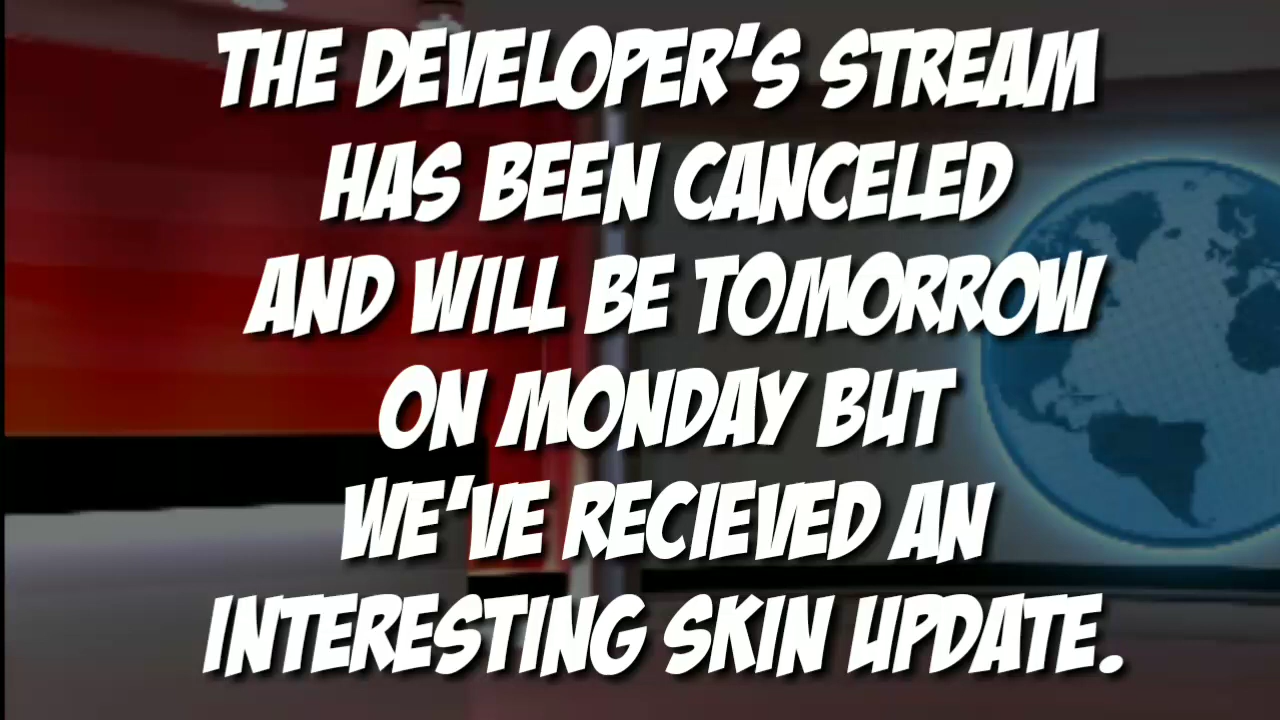 THE DEVELOPER'S STREAM
HAS BEEN CANCELED
AND WILL BE TOMORROW
ON MONDAY BUT
WE'VE RECIEVED AN
INTERESTING SKIN UPDATE.